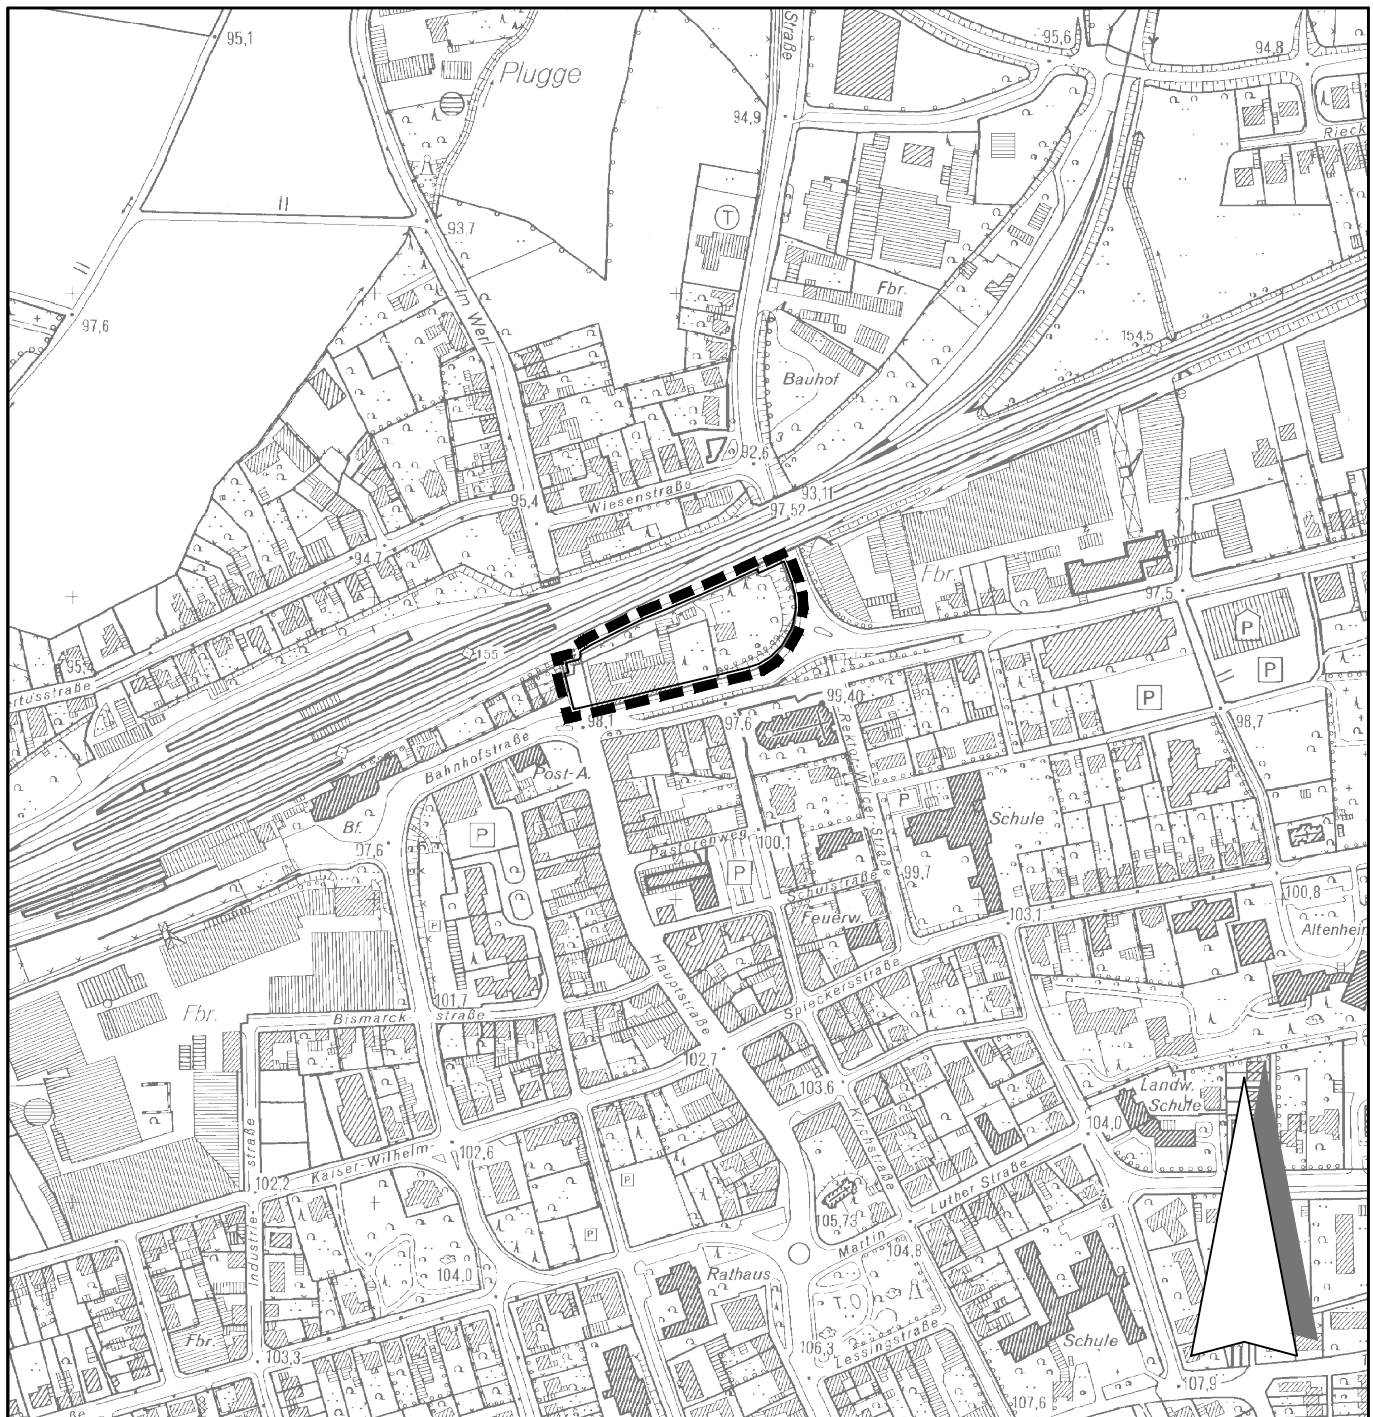 95,1
Plugge
Straße
95,6
94,8
94,9
Rieck
T
93,7
Im Werl
Fbr.
97,6
154,5
Bauhof
3
92,6
95,4
Wiesenstraße
93,11
97,52
94,7
Fbr.
97,5
P
155
P
95,2
ertusstraße
99,40
P
98,1
97,6
98,7
Bahnhofstraße
Post-A.
P
Schule
Bf.
P
97,6
Pastorenweg
100,1
P
99,7
Schulstraße
100,8
P
Feuerw.
103,1
Altenheim
Hauptstraße
Spieckersstraße
101,7
Fbr.
Bismarck-straße
102,7
103,6
Landw.
Schule
Kirchstraße
104,0
Industriestraße
Kaiser-Wilhelm
102,6
102,2
P
Luther Straße
105,73
P
Martin
104,8
104,0
Rathaus
T.O
Fbr.
106,3
Lessingstraße
Schule
103,3
107,9
107,6
ße